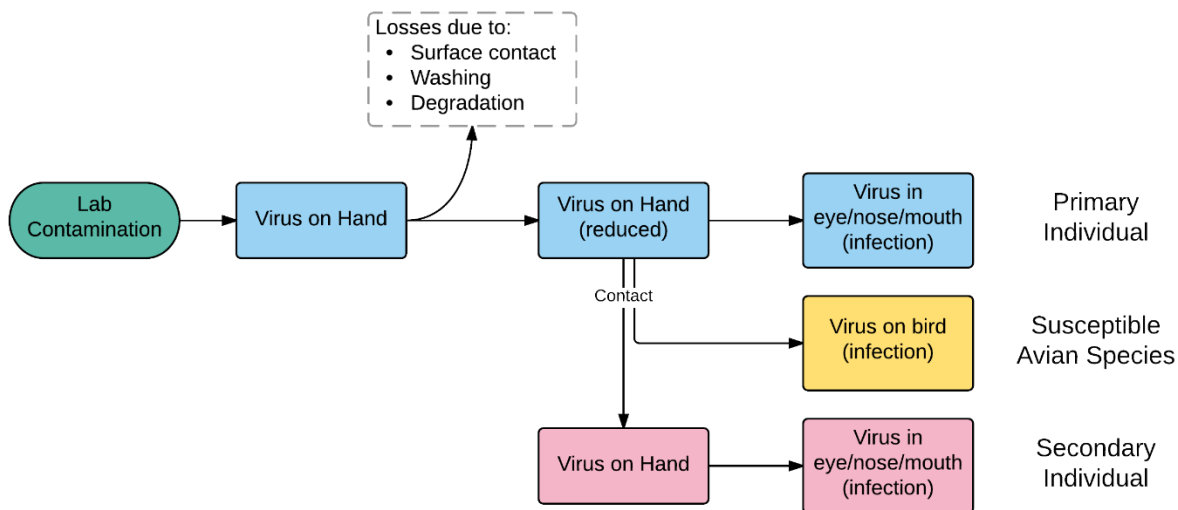 Losses due to:
• Surface contact
• Washing
• Degradation
Lab
Contamination
Virus on Hand
Virus on Hand
(reduced)
Virus in
eye/nose/mouth
(infection)
Primary
Individual
Contact
Virus on bird
(infection)
Susceptible
Avian Species
Virus on Hand
Virus in
eye/nose/mouth
(infection)
Secondary
Individual